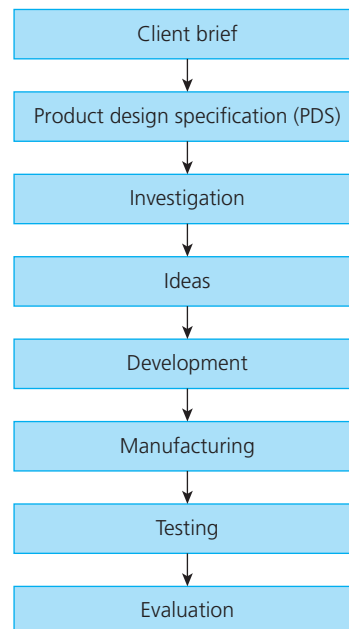 Client brief
Product design specification (PDS)
Investigation
Ideas
Development
Manufacturing
Testing
Evaluation